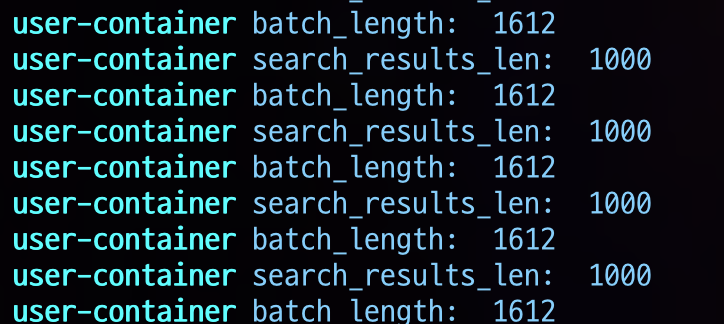 user-container batch_length:  1612
user-container search_results_len:  1000
user-container batch_length:  1612
user-container search_results_len:  1000
user-container batch_length:  1612
user-container search_results_len:  1000
user-container batch_length:  1612
user-container search_results_len:  1000
user-container batch_length:  1612